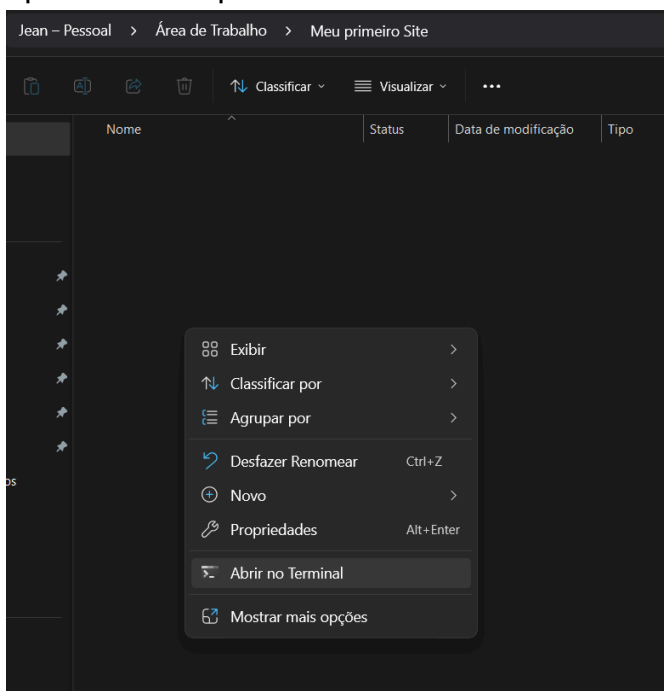 Jean – Pessoal > Área de Trabalho > Meu primeiro Site
Classificar Visualizar
Nome Status Data de modificação Tipo
Exibir
Classificar por
Agrupar por
Desfazer Renomear Ctrl+Z
Novo
Propriedades Alt+Enter
os
Abrir no Terminal
Mostrar mais opções